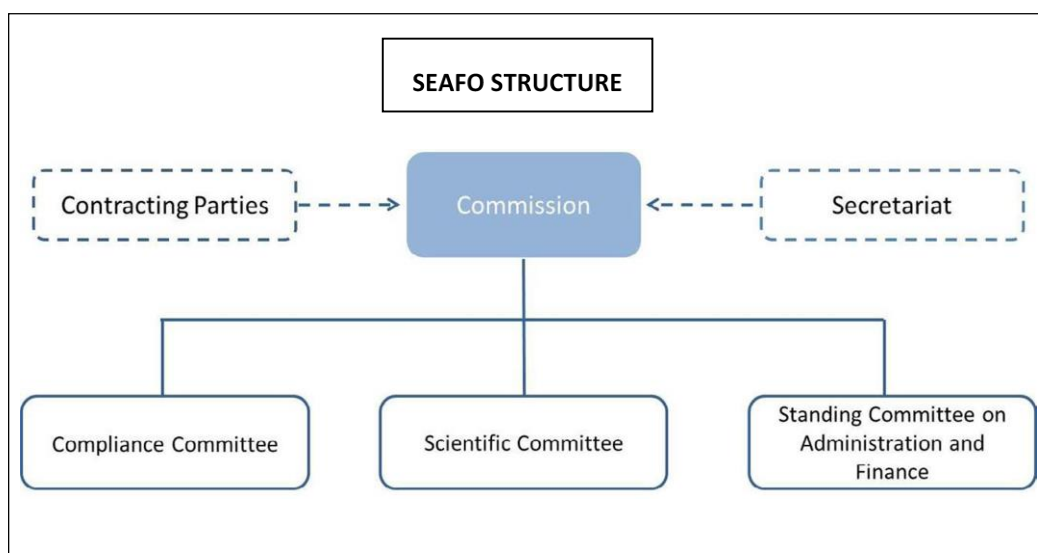 SEAFO STRUCTURE
Contracting Parties
Commission
Secretariat
Compliance Committee
Scientific Committee
Standing Committee on
Administration and
Finance